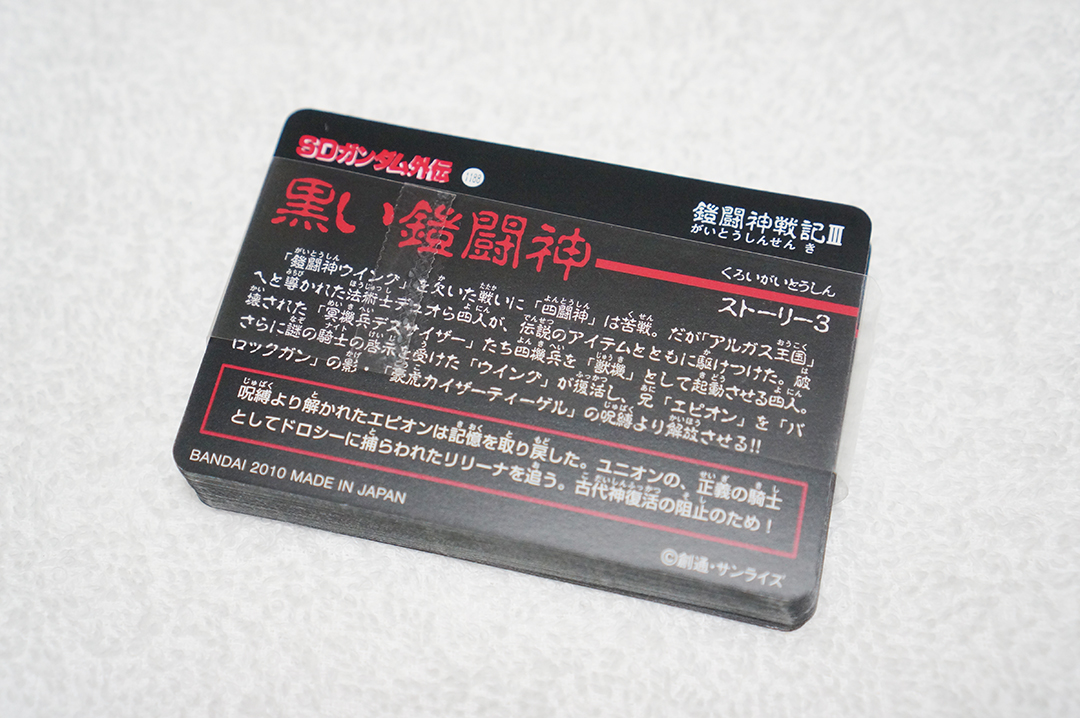 SDガンダム外伝
黒い鎧闘神
鎧闘神戦記Ⅲ
がいとうしんせんき
くろいがいとうしん
ストーリー3
「鎧闘神ウイング」を欠いた戦いに「四闘神」は苦戦。だが「アルガス王国」
へと導かれた法術士デュオら四人が、伝説のアイテムとともに駆けつけた。破
壊された「冥機兵デスサイザー」たち四機兵を「獣機」として起動させる四人。
さらに謎の騎士の啓示を受けた「ウイング」が復活し、兄「エピオン」を「バ
ロックガン」の影・「豪虎カイザーティーゲル」の呪縛より解放させる!!
呪縛より解かれたエピオンは記憶を取り戻した。ユニオンの、正義の騎士
としてドロシーに捕らわれたリリーナを追う。古代神復活の阻止のため!
BANDAI 2010 MADE IN JAPAN
©創通・サンライズ